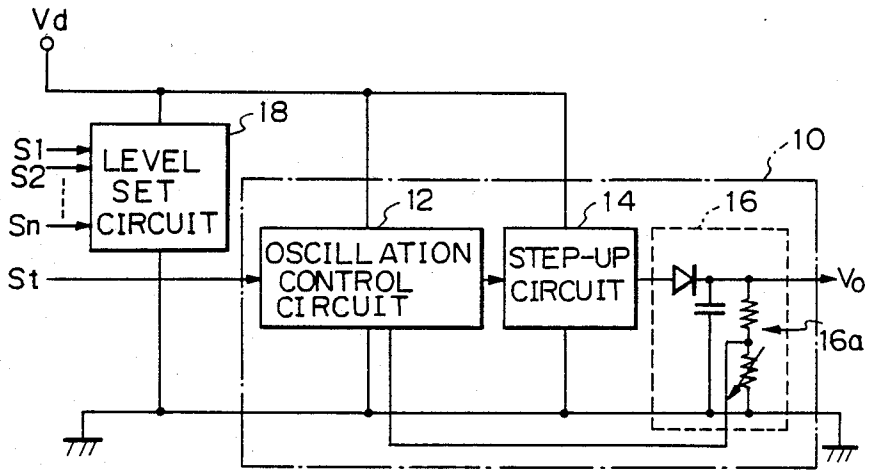 Vd
18
S1
S2
Sn
LEVEL
SET
CIRCUIT
10
12
14
16
St
OSCILLATION
CONTROL
CIRCUIT
STEP-UP
CIRCUIT
Vo
16a